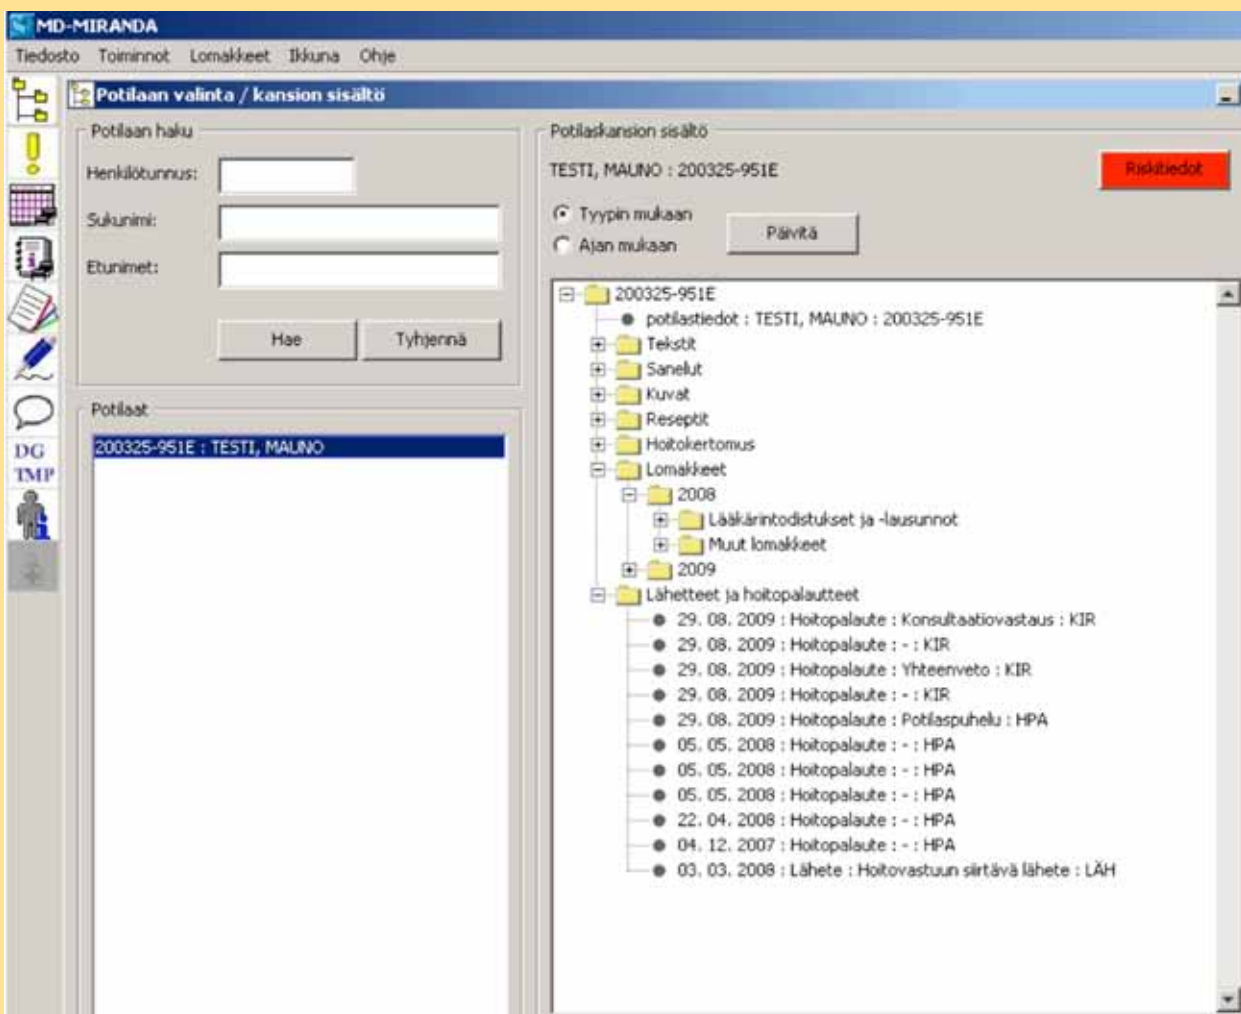 MD-MIRANDA
Tiedosto Toiminnot Lomakkeet Ikkuna Ohje
Potilaan valinta / kansion sisältö
Potilaan haku
Henkilötunnus:
Sukunimi:
Etunimet:
Hae Tyhjennä
Potilaat
200325-951E : TESTI, MAUNO
DG
TMP
Potilaskansion sisältö
TESTI, MAUNO : 200325-951E
Riskitiedot
Tyypin mukaan
Ajan mukaan
Päivitä
200325-951E
potilastiedot : TESTI, MAUNO : 200325-951E
Tekstit
Sanelut
Kuvat
Reseptit
Hoitokertomus
Lomakkeet
2008
Lääkärintodistukset ja -lausunnot
Muut lomakkeet
2009
Lähetteet ja hoitopalautteet
29. 08. 2009 : Hoitopalaute : Konsultaatiovastaus : KIR
29. 08. 2009 : Hoitopalaute : - : KIR
29. 08. 2009 : Hoitopalaute : Yhteenveto : KIR
29. 08. 2009 : Hoitopalaute : - : KIR
29. 08. 2009 : Hoitopalaute : Potilaspuhelu : HPA
05. 05. 2008 : Hoitopalaute : - : HPA
05. 05. 2008 : Hoitopalaute : - : HPA
05. 05. 2008 : Hoitopalaute : - : HPA
22. 04. 2008 : Hoitopalaute : - : HPA
04. 12. 2007 : Hoitopalaute : - : HPA
03. 03. 2008 : Lähete : Hoitovastuun siirtävä lähete : LÄH